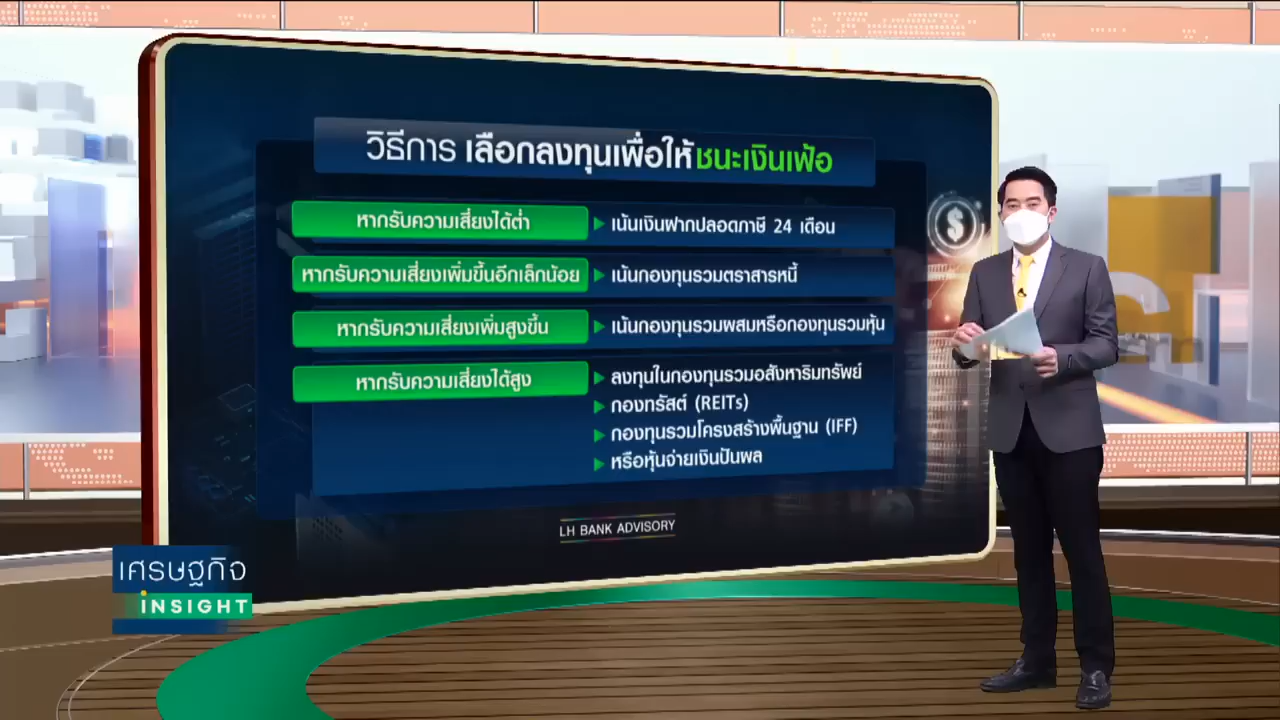 วิธีการ เลือกลงทุนเพื่อให้ชนะเงินเฟ้อ
หากรับความเสี่ยงได้ต่ำ
เน้นเงินฝากปลอดภาษี 24 เดือน
หากรับความเสี่ยงเพิ่มขึ้นอีกเล็กน้อย
เน้นกองทุนรวมตราสารหนี้
หากรับความเสี่ยงเพิ่มสูงขึ้น
เน้นกองทุนรวมผสมหรือกองทุนรวมหุ้น
หากรับความเสี่ยงได้สูง
ลงทุนในกองทุนรวมอสังหาริมทรัพย์
กองทรัสต์ (REITs)
กองทุนรวมโครงสร้างพื้นฐาน (IFF)
หรือหุ้นจ่ายเงินปันผล
LH BANK ADVISORY
เศรษฐกิจ
INSIGHT